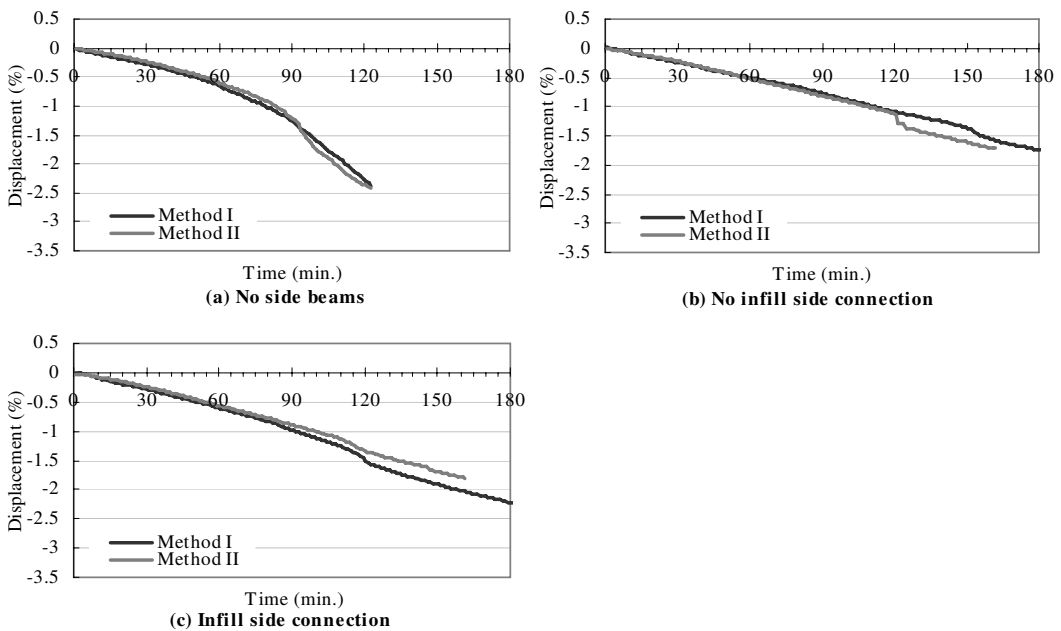 0.5
0
-0.5
-1
-1.5
-2
-2.5
-3
-3.5
0 30 60 90 120 150 180
Displacement (%)
Method I
Method II
Time (min.)
(a) No side beams
0.5
0
-0.5
-1
-1.5
-2
-2.5
-3
-3.5
0 30 60 90 120 150 180
Displacement (%)
Method I
Method II
Time (min.)
(b) No infill side connection
0.5
0
-0.5
-1
-1.5
-2
-2.5
-3
-3.5
0 30 60 90 120 150 180
Displacement (%)
Method I
Method II
Time (min.)
(c) Infill side connection